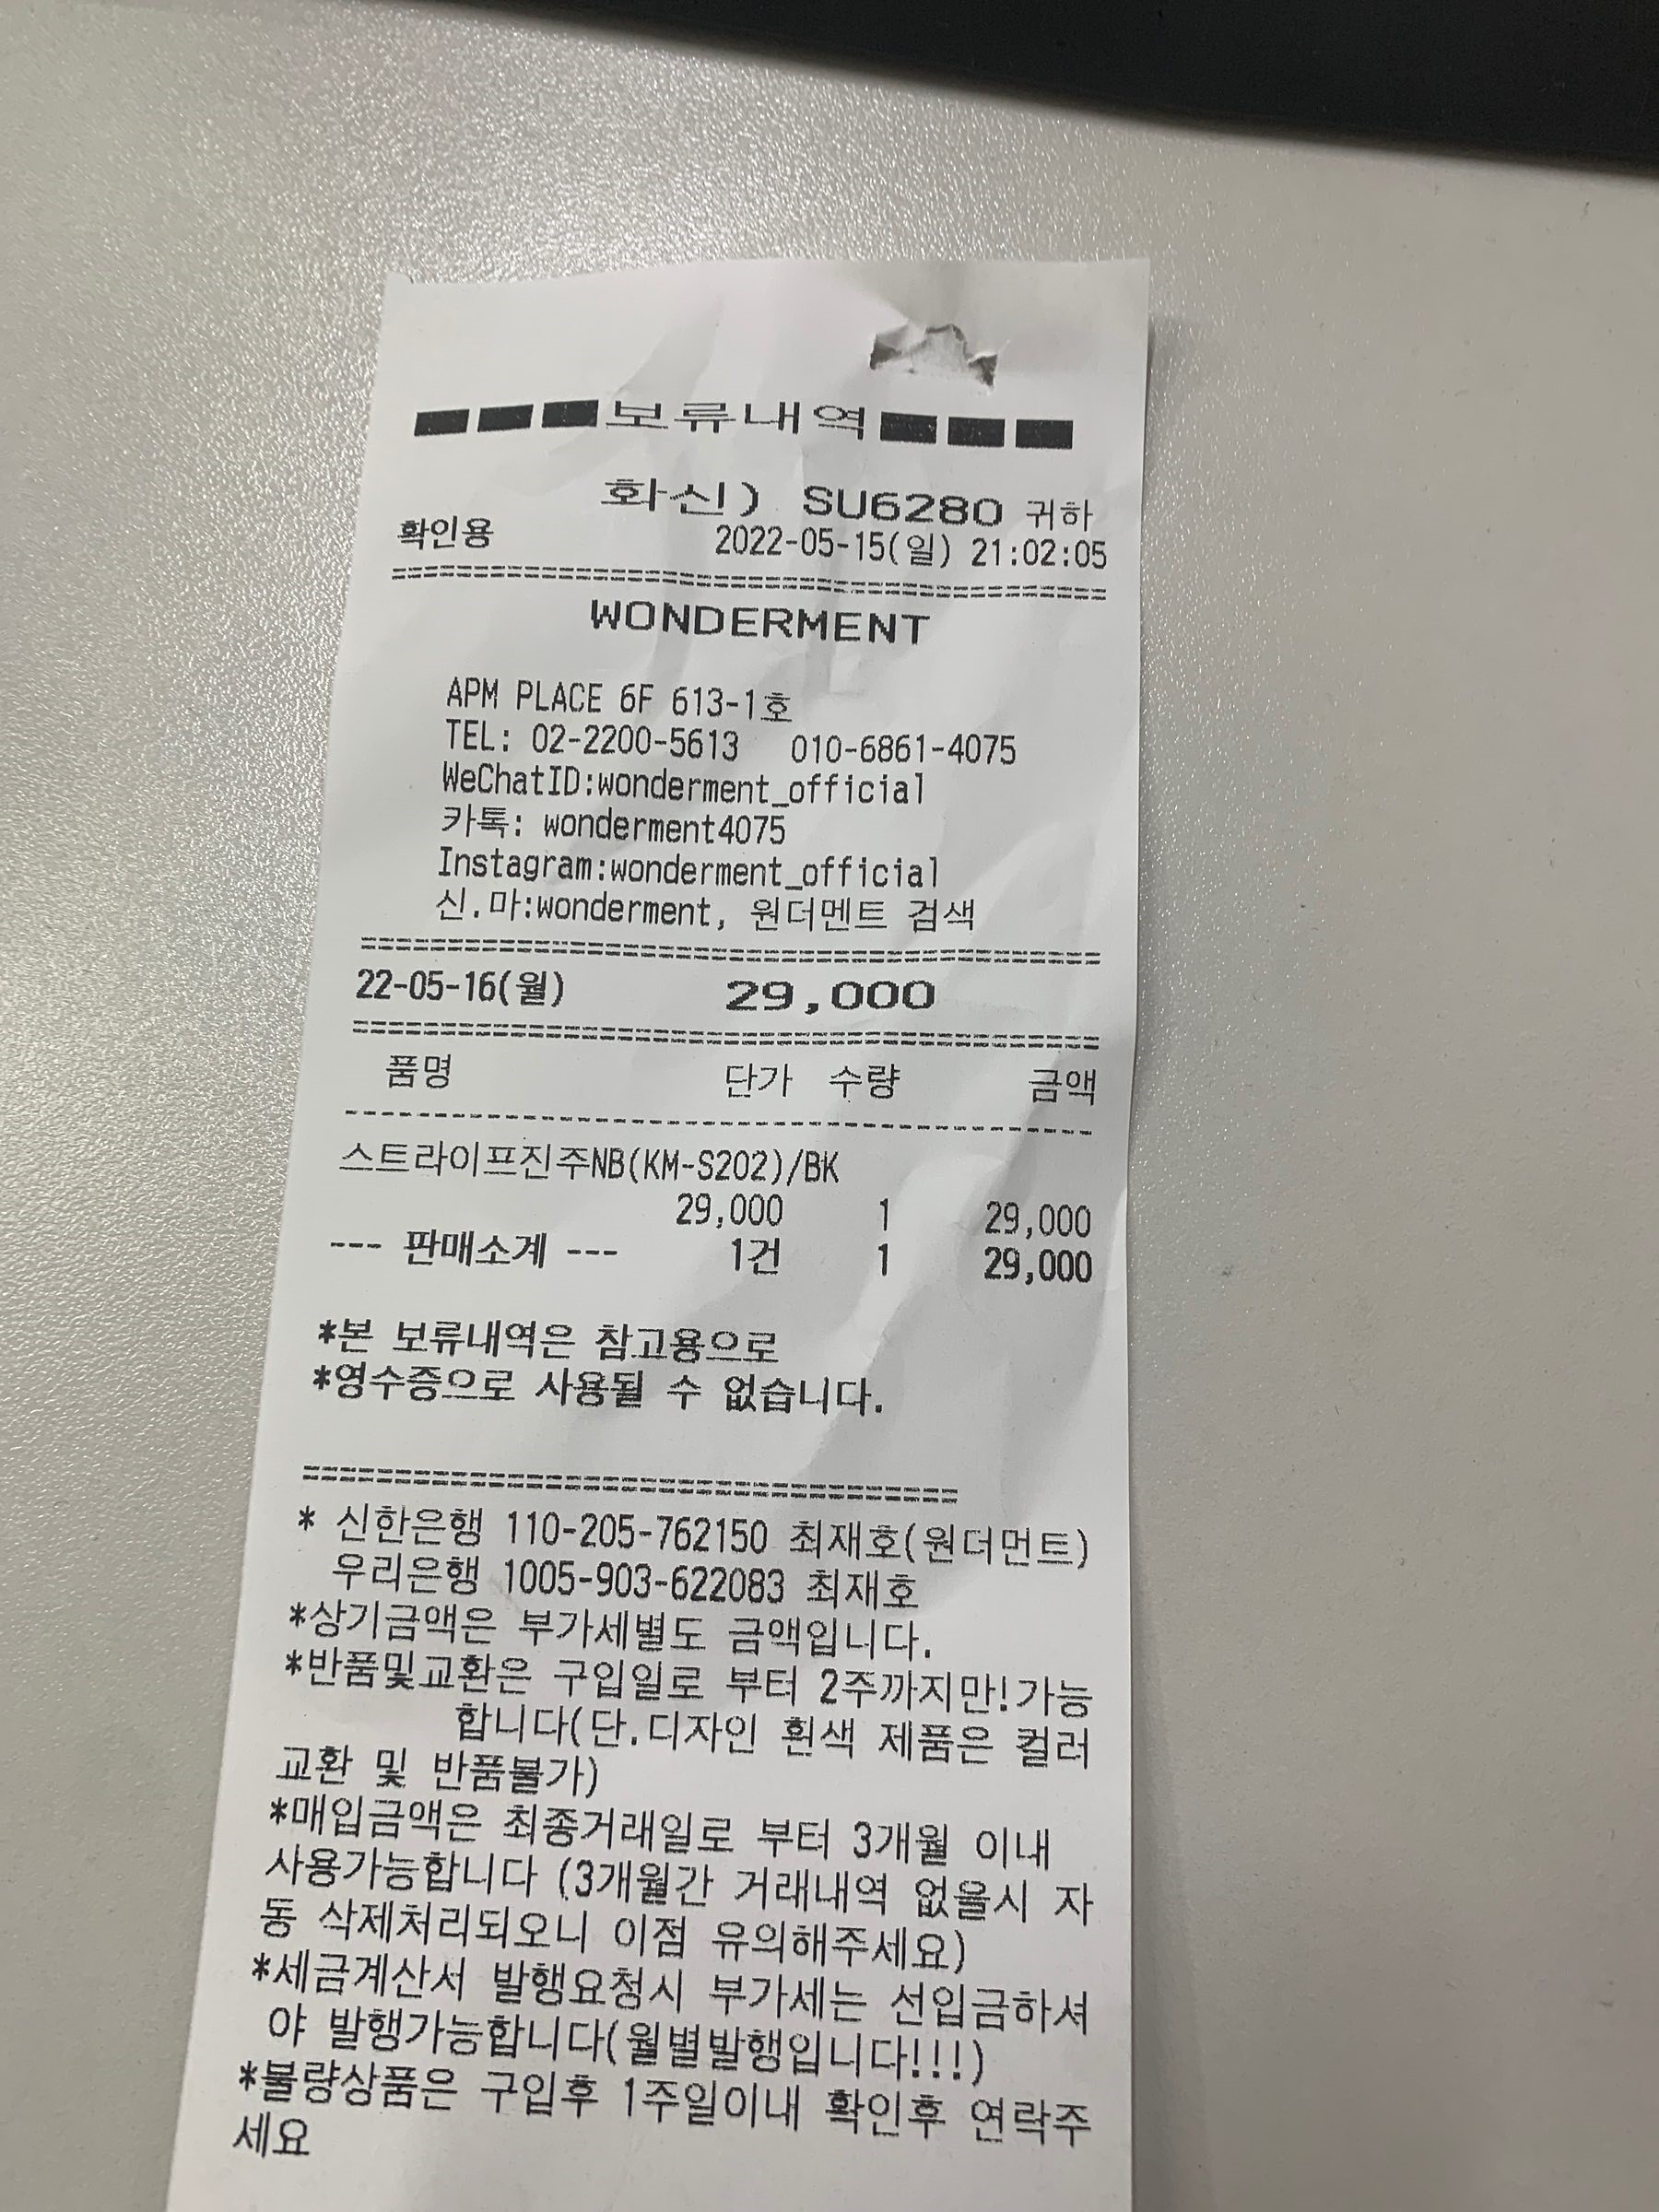 ■■■보류내역■■■
화신) SU6280 귀하
확인용 2022-05-15(일) 21:02:05
WONDERMENT
APM PLACE 6F 613-1호
TEL: 02-2200-5613 010-6861-4075
WeChatID:wonderment_official
카톡: wonderment4075
Instagram:wonderment_official
신.마:wonderment, 원더멘트 검색
22-05-16(월) 29,000
품명 단가 수량 금액
스트라이프진주NB(KM-S202)/BK
29,000 1 29,000
--- 판매소계 --- 1건 1 29,000
*본 보류내역은 참고용으로
*영수증으로 사용될 수 없습니다.
* 신한은행 110-205-762150 최재호(원더먼트)
우리은행 1005-903-622083 최재호
*상기금액은 부가세별도 금액입니다.
*반품및교환은 구입일로 부터 2주까지만!가능
합니다(단.디자인 흰색 제품은 컬러
교환 및 반품불가)
*매입금액은 최종거래일로 부터 3개월 이내
사용가능합니다 (3개월간 거래내역 없을시 자
동 삭제처리되오니 이점 유의해주세요)
*세금계산서 발행요청시 부가세는 선입금하셔
야 발행가능합니다(월별발행입니다!!!)
*불량상품은 구입후 1주일이내 확인후 연락주
세요